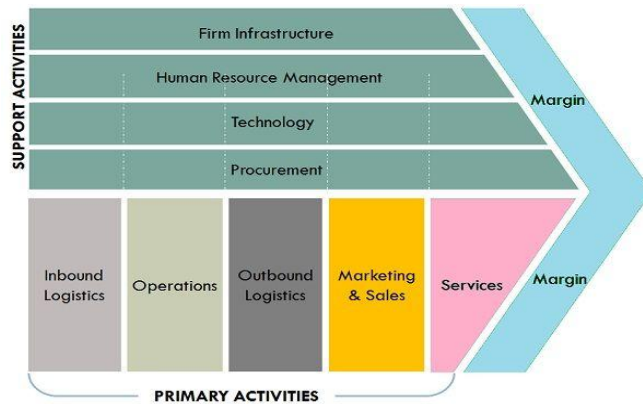 SUPPORT ACTIVITIES
Firm Infrastructure
Human Resource Management
Technology
Procurement
Margin
Inbound
Logistics
Operations
Outbound
Logistics
Marketing
& Sales
Services
Margin
PRIMARY ACTIVITIES